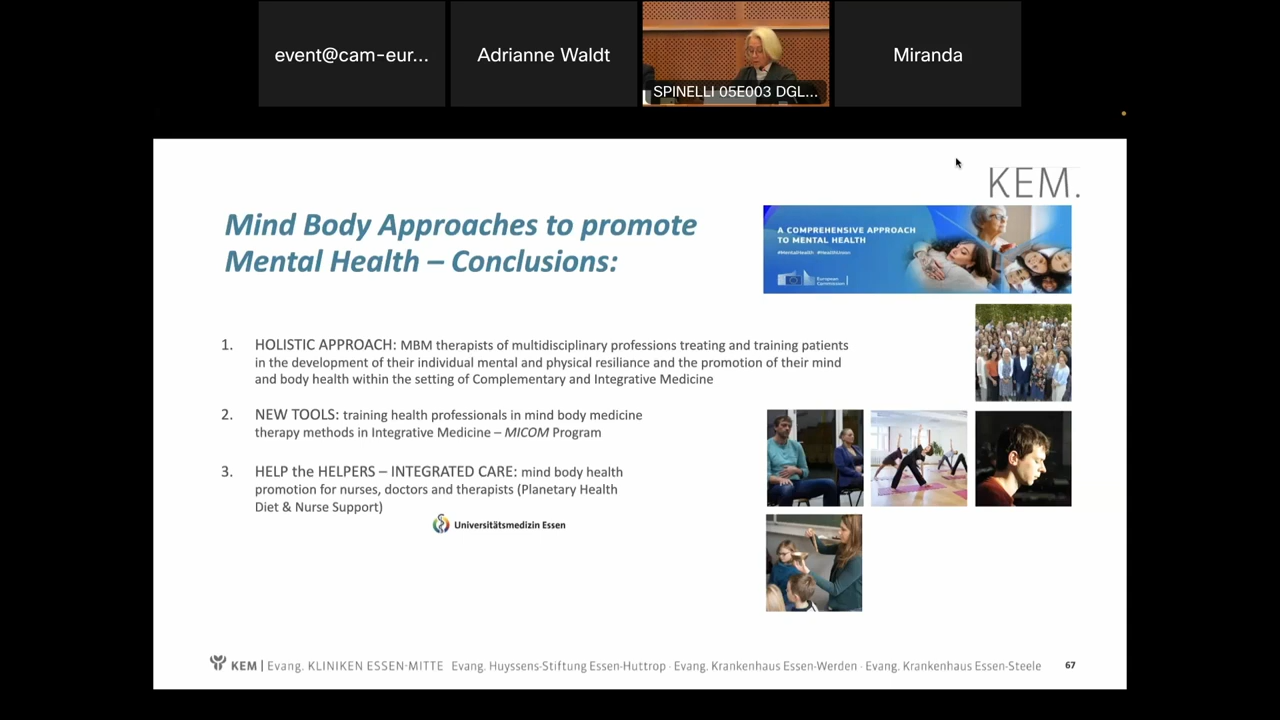 event@cam-eur...
Adrianne Waldt
SPINELLI 05E003 DGL...
Miranda
KEM.
Mind Body Approaches to promote
Mental Health – Conclusions:
A COMPREHENSIVE APPROACH
TO MENTAL HEALTH
#MentalHealth #HealthUnion
European
Commission
1. HOLISTIC APPROACH: MBM therapists of multidisciplinary professions treating and training patients
in the development of their individual mental and physical resiliance and the promotion of their mind
and body health within the setting of Complementary and Integrative Medicine
2. NEW TOOLS: training health professionals in mind body medicine
therapy methods in Integrative Medicine – MICOM Program
3. HELP the HELPERS – INTEGRATED CARE: mind body health
promotion for nurses, doctors and therapists (Planetary Health
Diet & Nurse Support)
Universitätsmedizin Essen
KEM | Evang. KLINIKEN ESSEN-MITTE Evang. Huyssens-Stiftung Essen-Huttrop · Evang. Krankenhaus Essen-Werden · Evang. Krankenhaus Essen-Steele 67